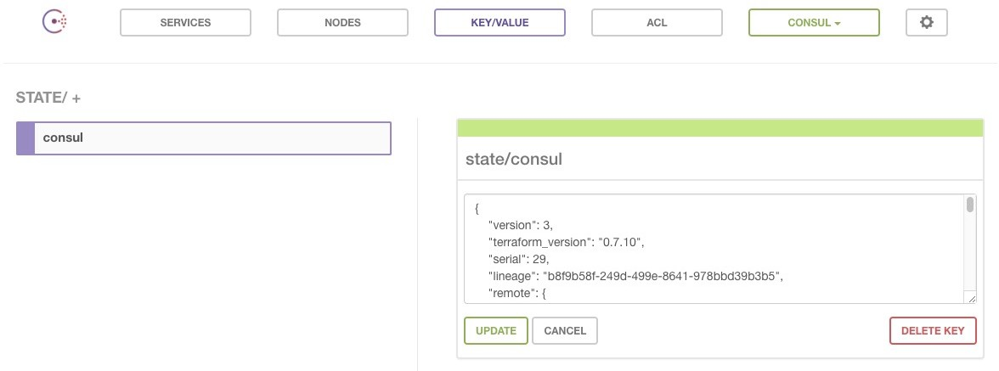 SERVICES NODES KEY/VALUE ACL CONSUL
STATE/ +
consul
state/consul
{
"version": 3,
"terraform_version": "0.7.10",
"serial": 29,
"lineage": "b8f9b58f-249d-499e-8641-978bbd39b3b5",
"remote": {
UPDATE CANCEL DELETE KEY